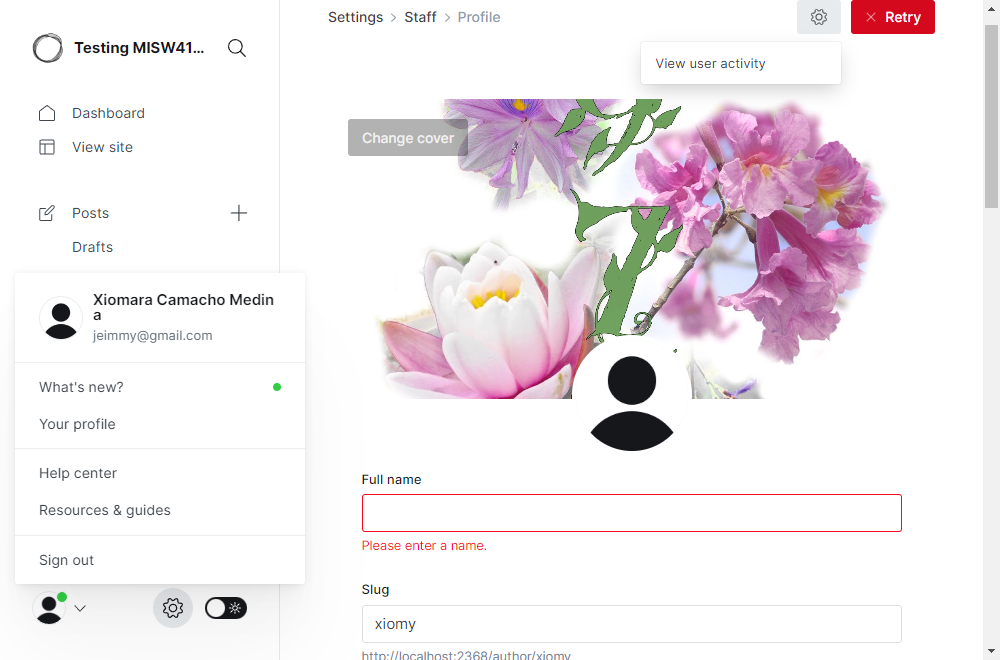 Testing MISW41...
Dashboard
View site
Posts
Drafts
Xiomara Camacho Medin
a
jeimmy@gmail.com
What's new?
Your profile
Help center
Resources & guides
Sign out
Settings > Staff > Profile
Retry
View user activity
Change cover
Full name
Please enter a name.
Slug
xiomy
http://localhost:2368/author/xiomy